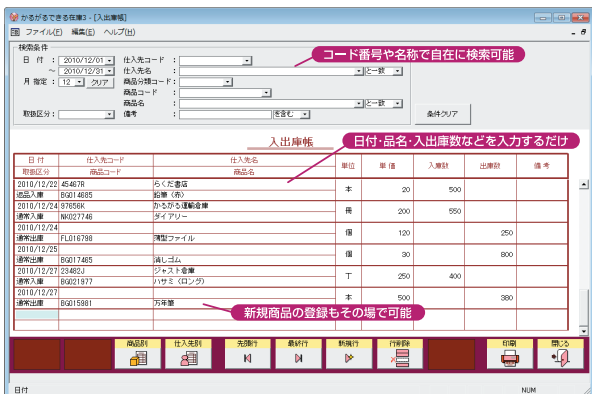 かるがるできる在庫3 - [入出庫帳]
ファイル(F) 編集(E) ヘルプ(H)
検索条件
日 付 : 2010/12/01 仕入先コード :
～ 2010/12/31 仕入先名 : と一致
月 指定 : 12 クリア 商品分類コード :
商品コード :
商品名 : と一致
取扱区分 : 備考 : を含む 条件クリア
コード番号や名称で自在に検索可能
入出庫帳
日付・品名・入出庫数などを入力するだけ
日 付 仕入先コード 仕入先名 単位 単 価 入庫数 出庫数 備 考
取扱区分 商品コード 商品名
2010/12/22 45467R らくだ書店 本 20 500
返品入庫 BG014685 鉛筆(赤)
2010/12/24 97656K かるがる運輸倉庫 冊 200 550
通常入庫 NK027746 ダイアリー
2010/12/24 個 120 250
通常出庫 FL016798 薄型ファイル
2010/12/25 個 30 800
通常出庫 BG017465 消しゴム
2010/12/27 23482J ジャスト倉庫 丁 250 400
通常入庫 BG021977 ハサミ(ロング)
2010/12/27 本 500 380
通常出庫 BG015981 万年筆
新規商品の登録もその場で可能
商品別 仕入先別 先頭行 最終行 新規行 行削除 印刷 閉じる
日付 NUM